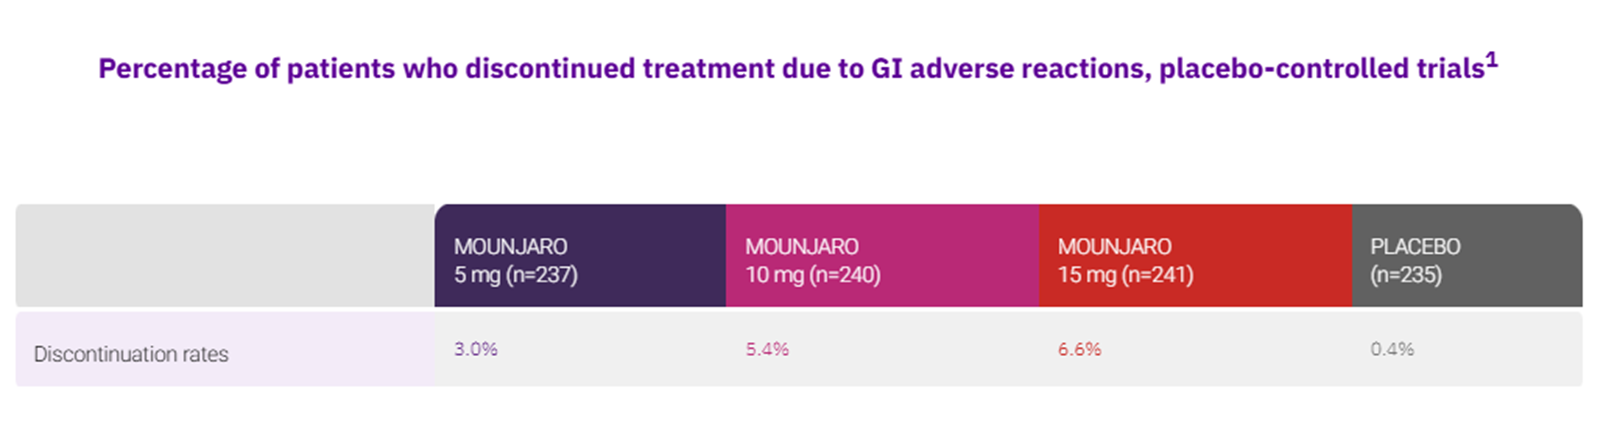 Percentage of patients who discontinued treatment due to GI adverse reactions, placebo-controlled trials¹
MOUNJARO
5 mg (n=237)
MOUNJARO
10 mg (n=240)
MOUNJARO
15 mg (n=241)
PLACEBO
(n=235)
Discontinuation rates
3.0%
5.4%
6.6%
0.4%